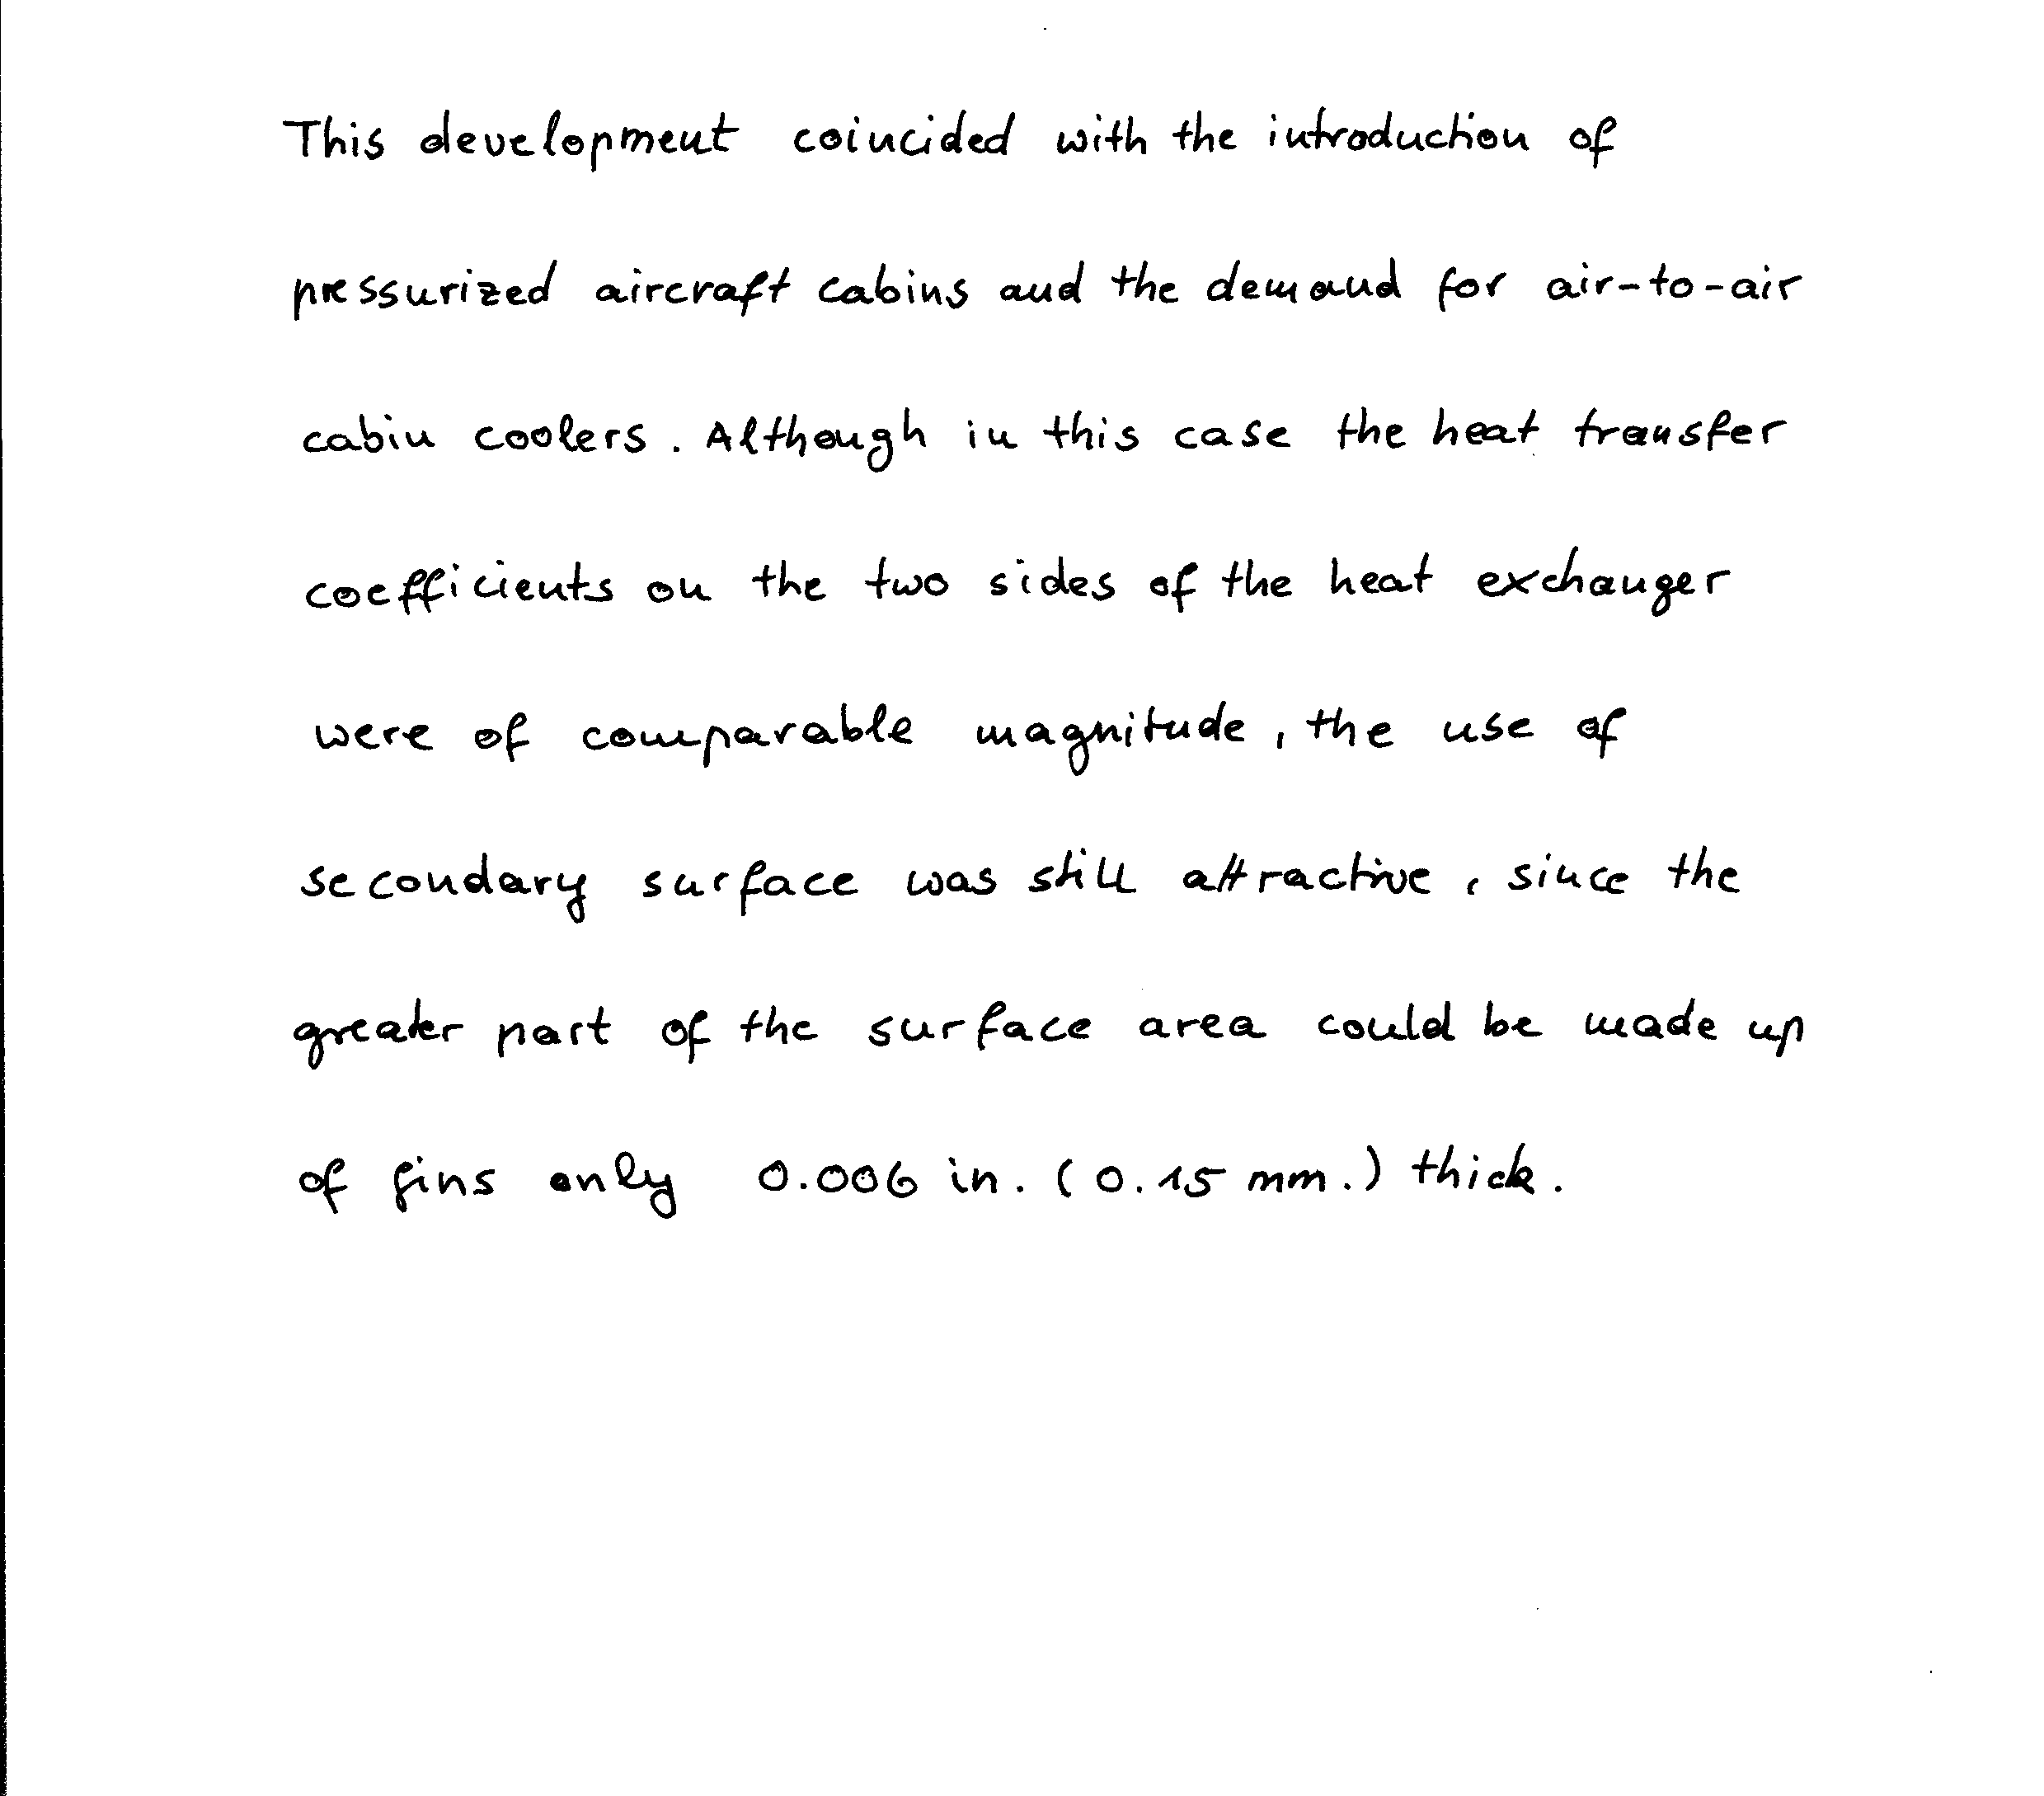 This development coincided with the introduction of
pressurized aircraft cabins and the demand for air-to-air
cabin coolers. Although in this case the heat transfer
coefficients on the two sides of the heat exchanger
were of comparable magnitude, the use of
secondary surface was still attractive, since the
greater part of the surface area could be made up
of fins only 0.006 in. (0.15 mm.) thick.